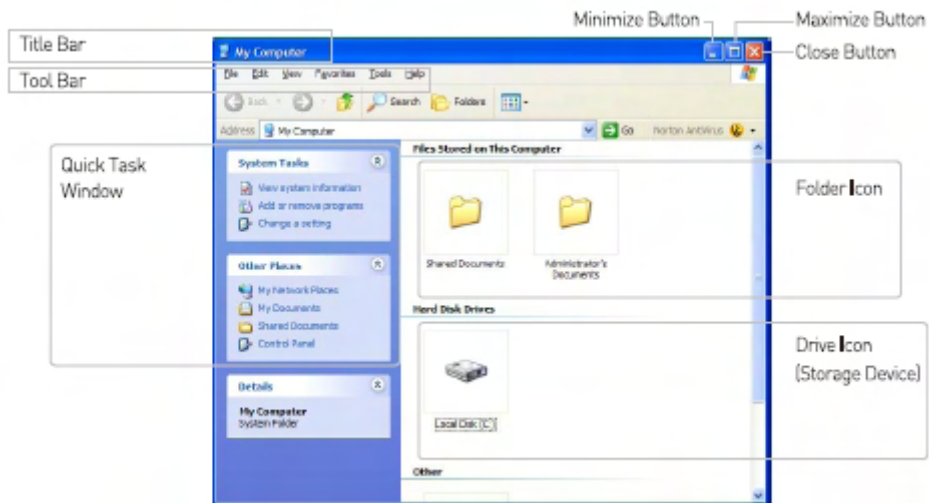 Minimize Button
Maximize Button
Title Bar
My Computer
Close Button
File Edit View Favorites Tools Help
Tool Bar
Back Search Folders
Address My Computer Go Norton AntiVirus
Files Stored on This Computer
Quick Task
Window
System Tasks
View system information
Add or remove programs
Change a setting
Folder Icon
Shared Documents
Administrator's
Documents
Other Places
My Network Places
My Documents
Shared Documents
Control Panel
Hard Disk Drives
Drive Icon
(Storage Device)
Local Disk (C:)
Details
My Computer
System Folder
Other